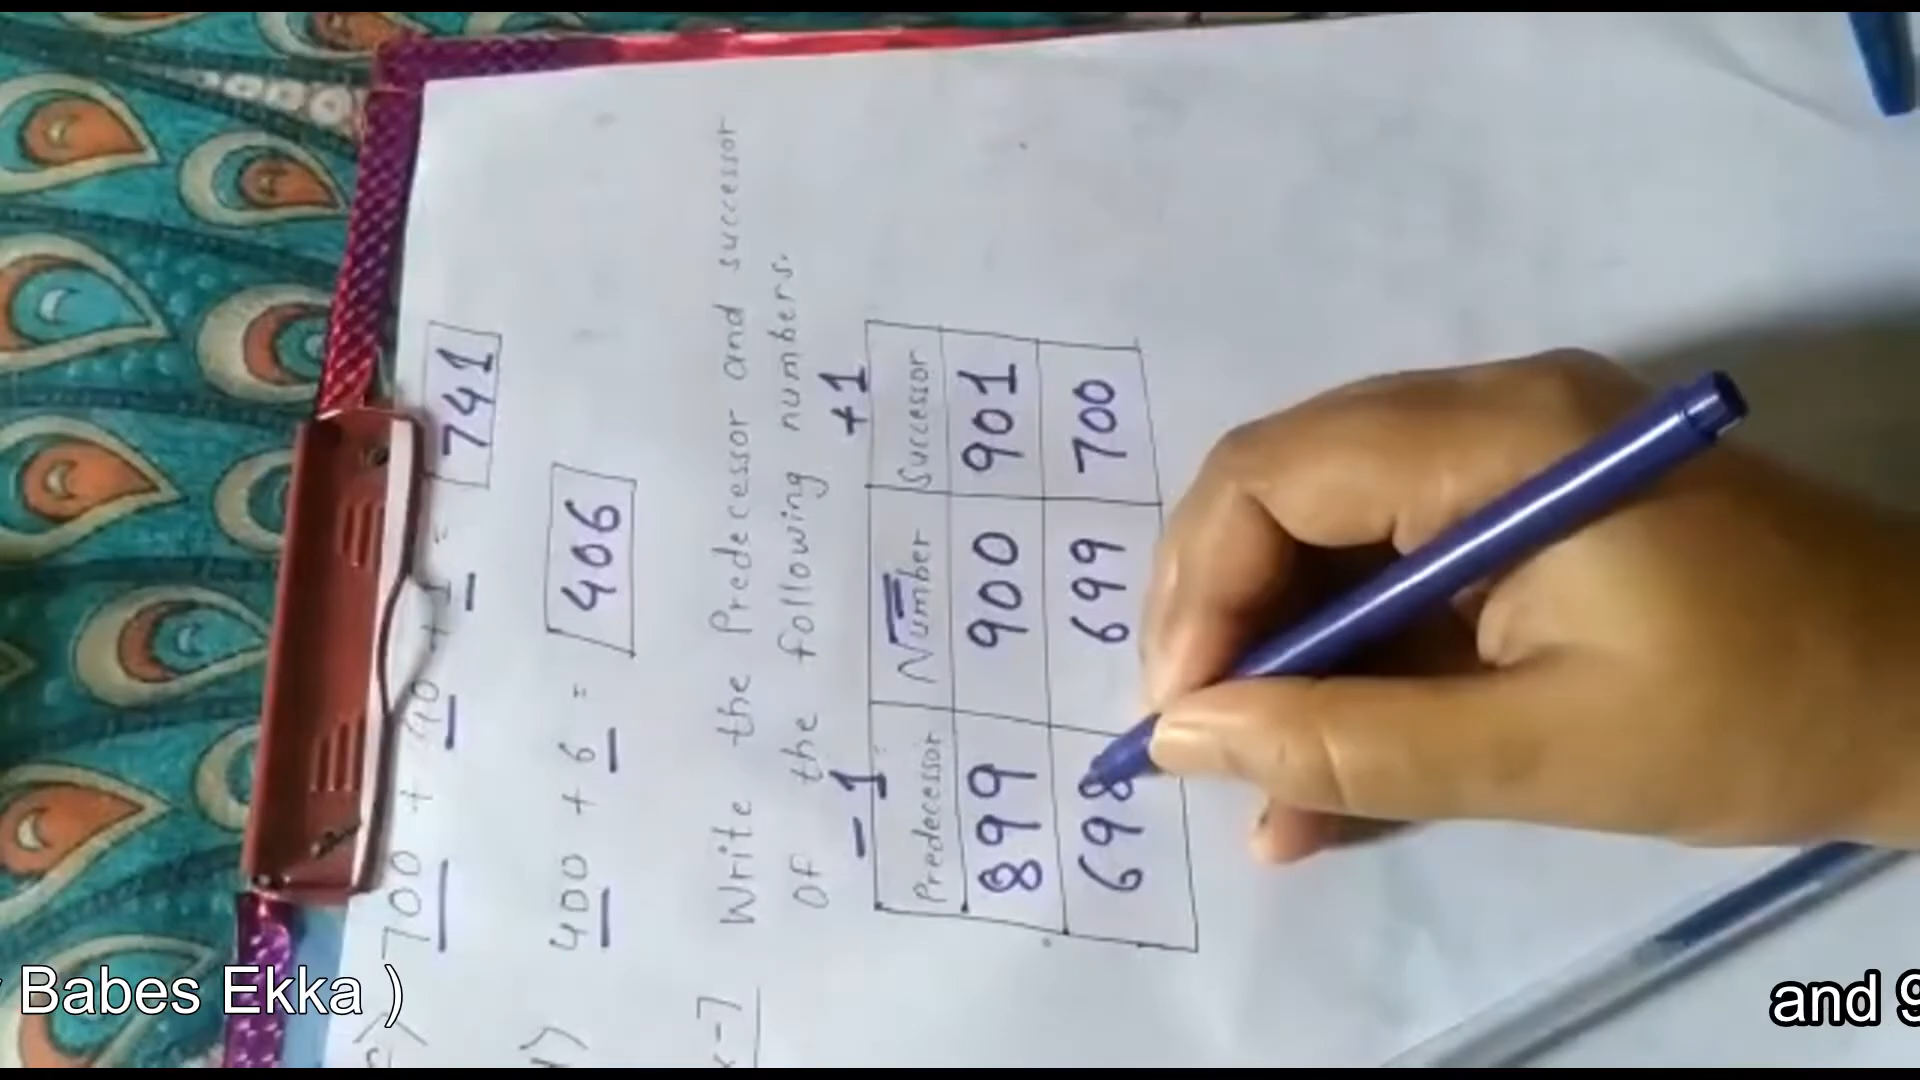 700 + 40 + 1 = 741
400 + 6 = 406
Write the Predecessor and successor
of the following numbers.
-1 +1
Predecessor Number Successor
899 900 901
698 699 700
Babes Ekka )
and 9